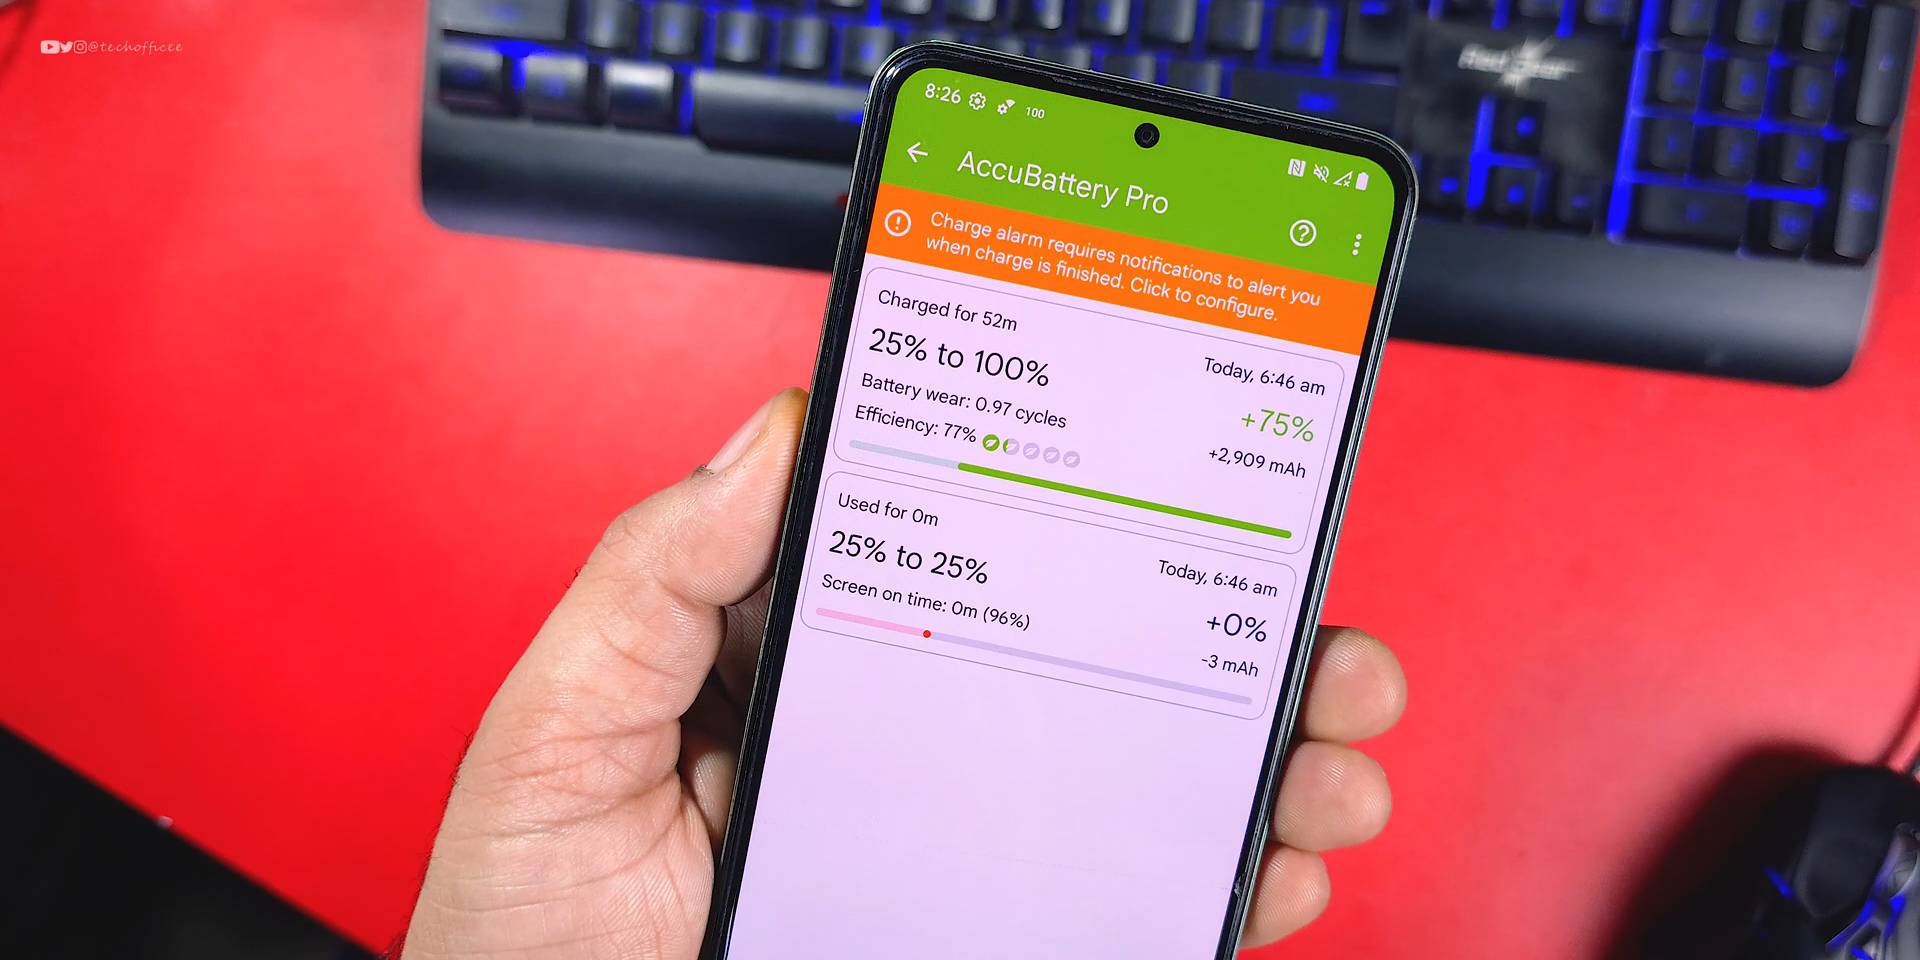 @techofficee
8:26 100
AccuBattery Pro
Charge alarm requires notifications to alert you
when charge is finished. Click to configure.
Charged for 52m
25% to 100%
Battery wear: 0.97 cycles
Efficiency: 77%
Today, 6:46 am
+75%
+2,909 mAh
Used for 0m
25% to 25%
Screen on time: 0m (96%)
Today, 6:46 am
+0%
-3 mAh